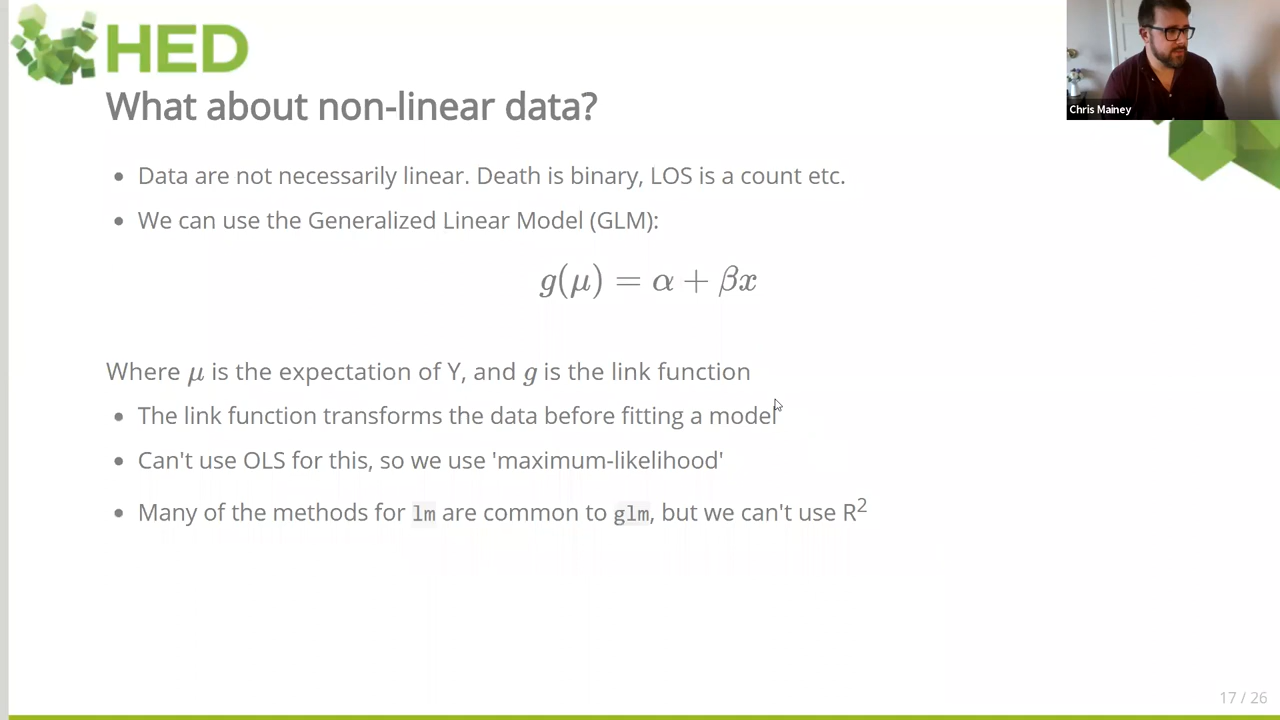 HED
Chris Mainey
What about non-linear data?
• Data are not necessarily linear. Death is binary, LOS is a count etc.
• We can use the Generalized Linear Model (GLM):
g(μ) = α + βx
Where μ is the expectation of Y, and g is the link function
• The link function transforms the data before fitting a model
• Can't use OLS for this, so we use 'maximum-likelihood'
• Many of the methods for lm are common to glm, but we can't use R²
17 / 26